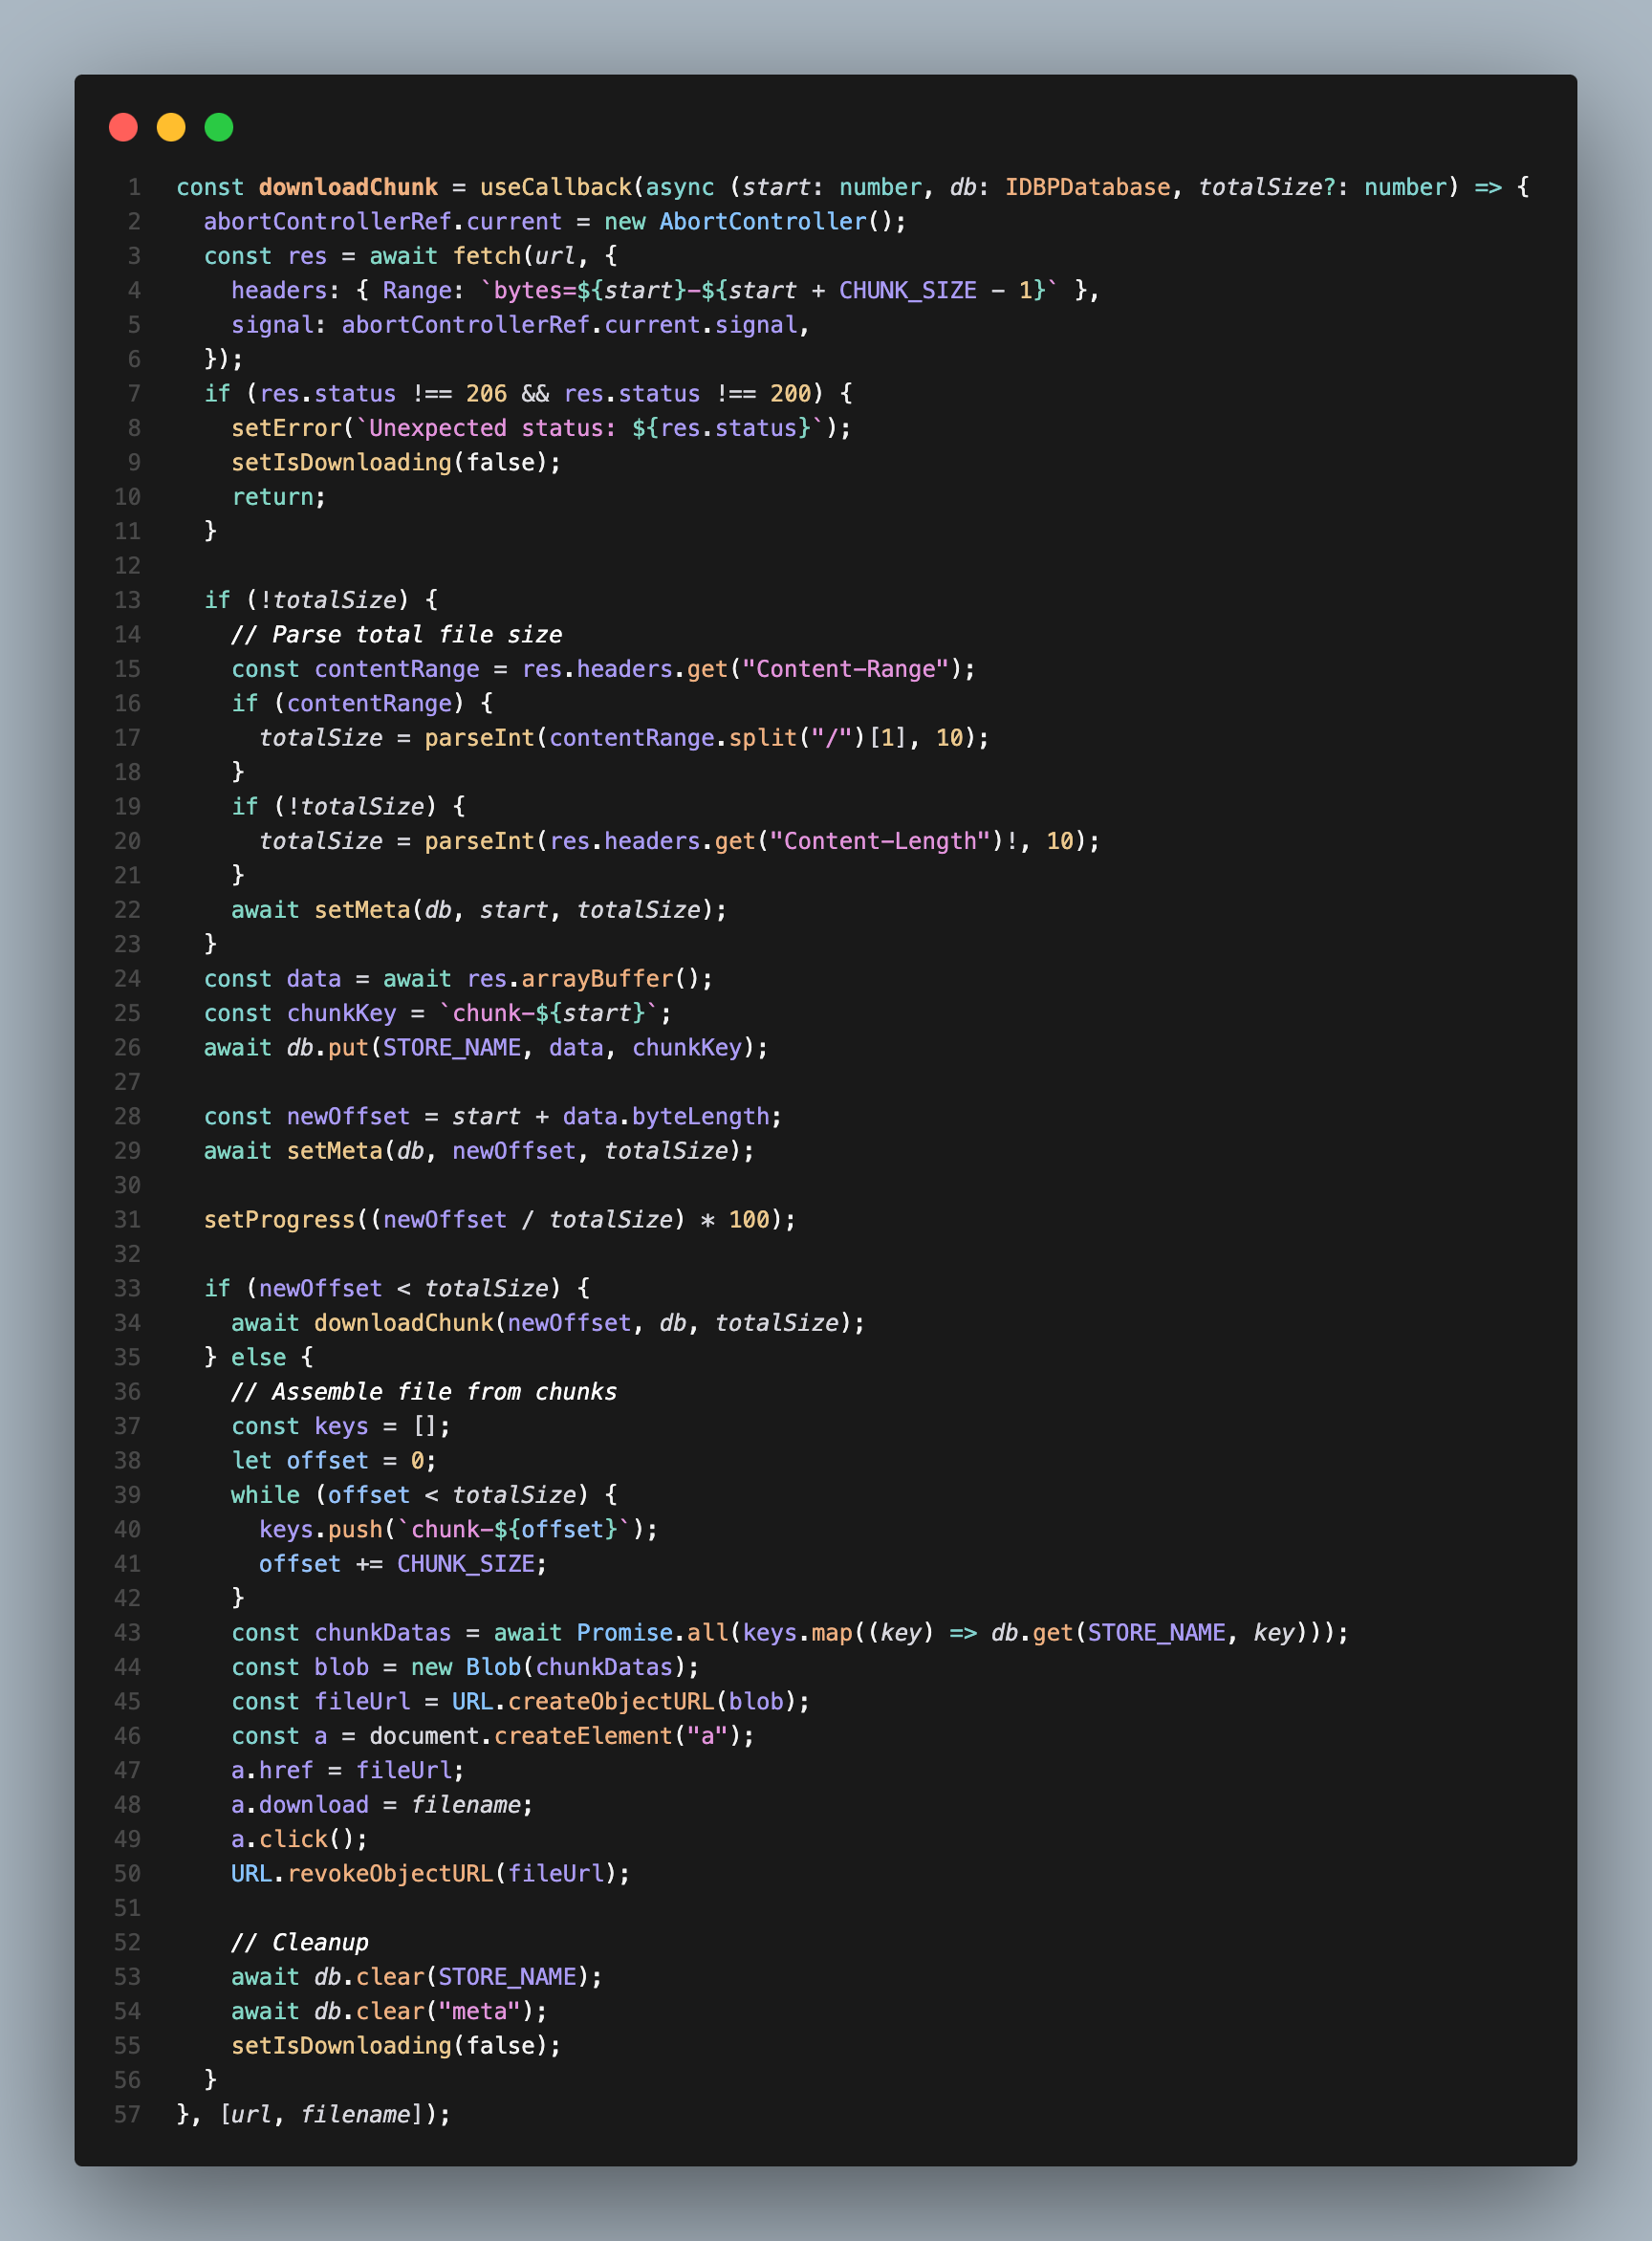 1 const downloadChunk = useCallback(async (start: number, db: IDBPDatabase, totalSize?: number) => {
2   abortControllerRef.current = new AbortController();
3   const res = await fetch(url, {
4     headers: { Range: `bytes=${start}-${start + CHUNK_SIZE - 1}` },
5     signal: abortControllerRef.current.signal,
6   });
7   if (res.status !== 206 && res.status !== 200) {
8     setError(`Unexpected status: ${res.status}`);
9     setIsDownloading(false);
10     return;
11   }
12
13   if (!totalSize) {
14     // Parse total file size
15     const contentRange = res.headers.get("Content-Range");
16     if (contentRange) {
17       totalSize = parseInt(contentRange.split("/")[1], 10);
18     }
19     if (!totalSize) {
20       totalSize = parseInt(res.headers.get("Content-Length")!, 10);
21     }
22     await setMeta(db, start, totalSize);
23   }
24   const data = await res.arrayBuffer();
25   const chunkKey = `chunk-${start}`;
26   await db.put(STORE_NAME, data, chunkKey);
27
28   const newOffset = start + data.byteLength;
29   await setMeta(db, newOffset, totalSize);
30
31   setProgress((newOffset / totalSize) * 100);
32
33   if (newOffset < totalSize) {
34     await downloadChunk(newOffset, db, totalSize);
35   } else {
36     // Assemble file from chunks
37     const keys = [];
38     let offset = 0;
39     while (offset < totalSize) {
40       keys.push(`chunk-${offset}`);
41       offset += CHUNK_SIZE;
42     }
43     const chunkDatas = await Promise.all(keys.map((key) => db.get(STORE_NAME, key)));
44     const blob = new Blob(chunkDatas);
45     const fileUrl = URL.createObjectURL(blob);
46     const a = document.createElement("a");
47     a.href = fileUrl;
48     a.download = filename;
49     a.click();
50     URL.revokeObjectURL(fileUrl);
51
52     // Cleanup
53     await db.clear(STORE_NAME);
54     await db.clear("meta");
55     setIsDownloading(false);
56   }
57 }, [url, filename]);